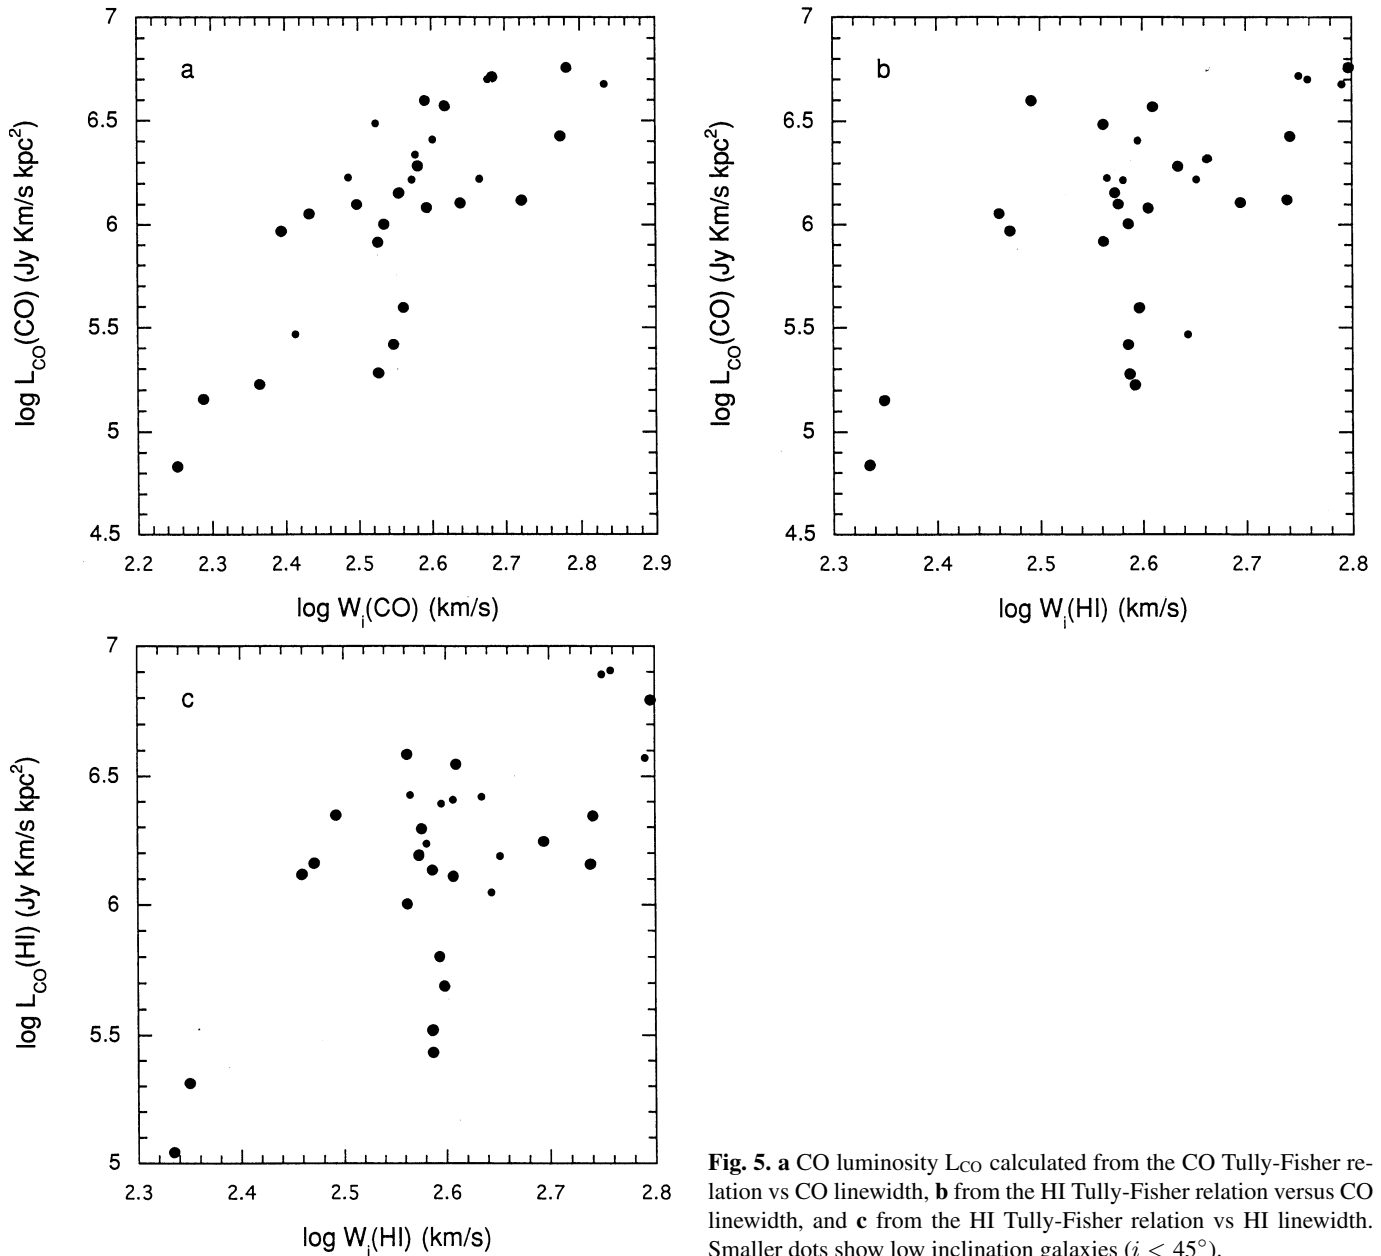 7
6.5
6
5.5
5
4.5
log L_CO(CO) (Jy Km/s kpc²)
a
2.2 2.3 2.4 2.5 2.6 2.7 2.8 2.9
log W_i(CO) (km/s)
7
6.5
6
5.5
5
4.5
log L_CO(CO) (Jy Km/s kpc²)
b
2.3 2.4 2.5 2.6 2.7 2.8
log W_i(HI) (km/s)
7
6.5
6
5.5
5
log L_CO(HI) (Jy Km/s kpc²)
c
2.3 2.4 2.5 2.6 2.7 2.8
log W_i(HI) (km/s)
Fig. 5. a CO luminosity L_CO calculated from the CO Tully-Fisher re-
lation vs CO linewidth, b from the HI Tully-Fisher relation versus CO
linewidth, and c from the HI Tully-Fisher relation vs HI linewidth.
Smaller dots show low inclination galaxies (i < 45°).